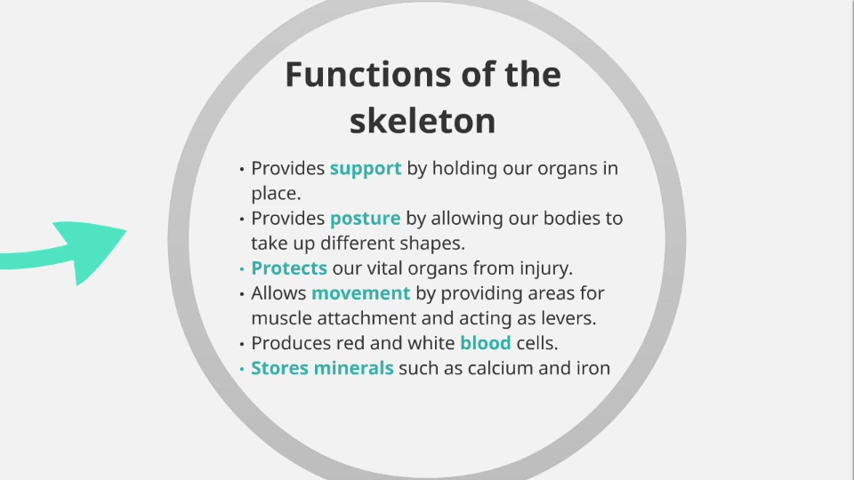 Functions of the
skeleton
• Provides support by holding our organs in
place.
• Provides posture by allowing our bodies to
take up different shapes.
• Protects our vital organs from injury.
• Allows movement by providing areas for
muscle attachment and acting as levers.
• Produces red and white blood cells.
• Stores minerals such as calcium and iron